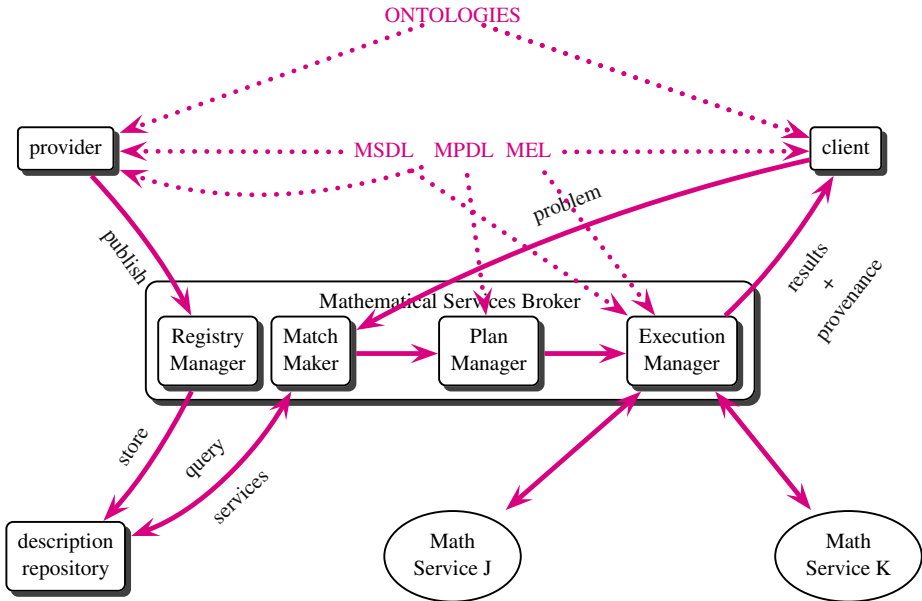 ONTOLOGIES
provider
MSDL MPDL MEL
client
problem
publish
results
+
provenance
Mathematical Services Broker
Registry
Manager
Match
Maker
Plan
Manager
Execution
Manager
store
query
services
description
repository
Math
Service J
Math
Service K